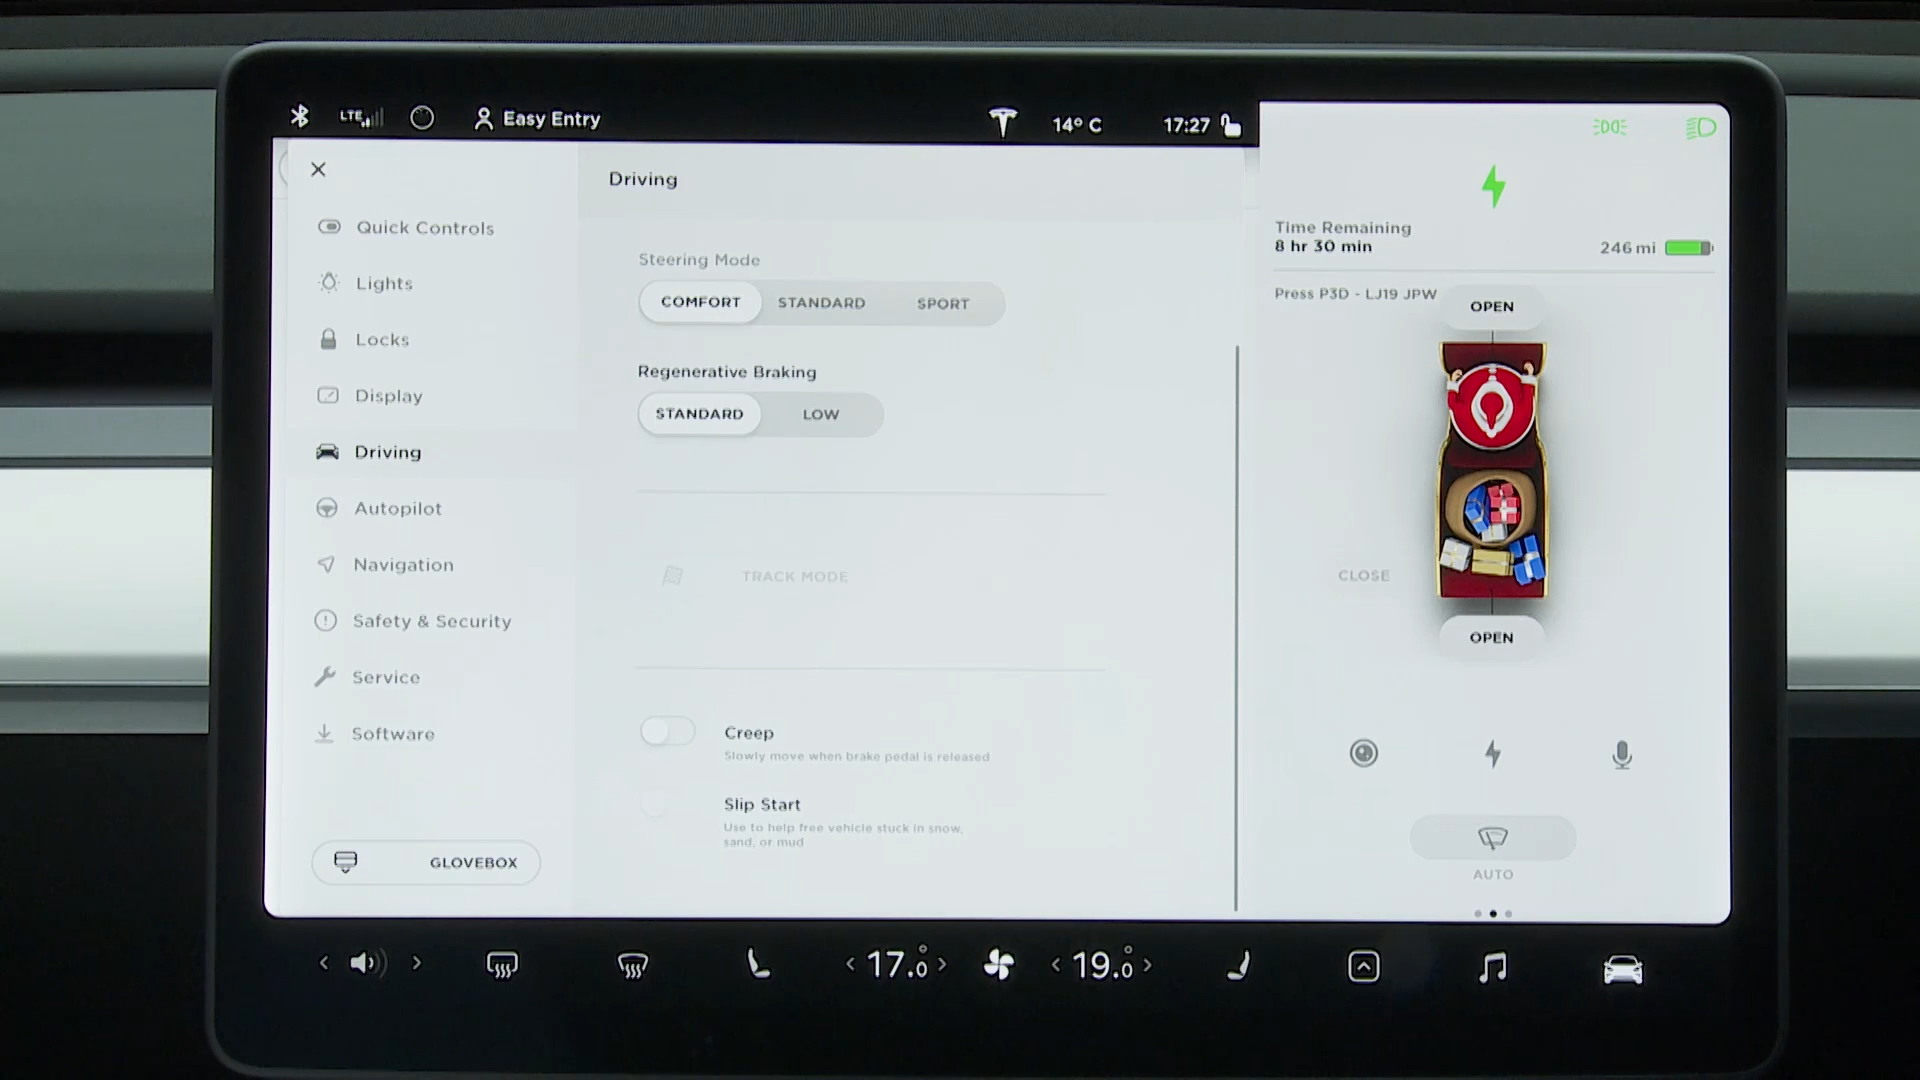 LTE
Easy Entry
14° C
17:27
Quick Controls
Lights
Locks
Display
Driving
Autopilot
Navigation
Safety & Security
Service
Software
GLOVEBOX
Driving
Steering Mode
COMFORT STANDARD SPORT
Regenerative Braking
STANDARD LOW
TRACK MODE
Creep
Slowly move when brake pedal is released
Slip Start
Use to help free vehicle stuck in snow,
sand, or mud
Time Remaining
8 hr 30 min
246 mi
Press P3D - LJ19 JPW
OPEN
CLOSE
OPEN
AUTO
17.0° 19.0°